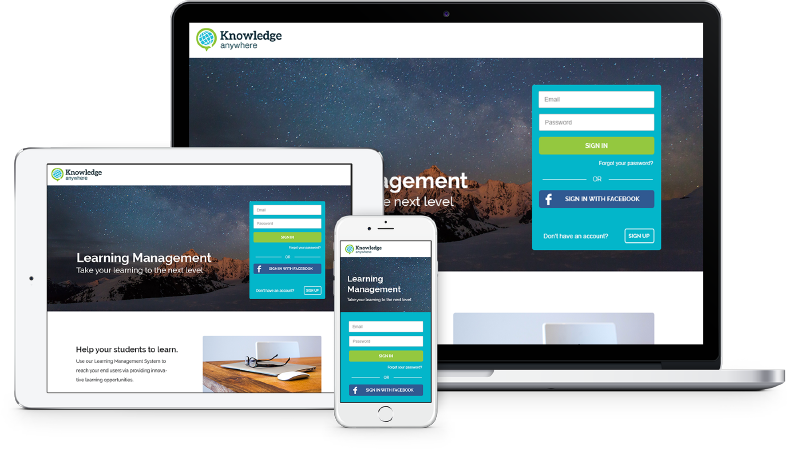 Knowledge
anywhere
Email
Password
SIGN IN
Forgot your password?
OR
SIGN IN WITH FACEBOOK
Don't have an account?
SIGN UP
agement
e next level
Knowledge
anywhere
Email
Password
SIGN IN
Forgot your password?
OR
SIGN IN WITH FACEBOOK
Don't have an account?
SIGN UP
Learning Management
Take your learning to the next level
Help your students to learn.
Use our Learning Management System to
reach your end users via providing innova-
tive learning opportunities.
Knowledge
anywhere
Learning
Management
Take your learning to the next level
Email
Password
SIGN IN
Forgot your password?
OR
SIGN IN WITH FACEBOOK